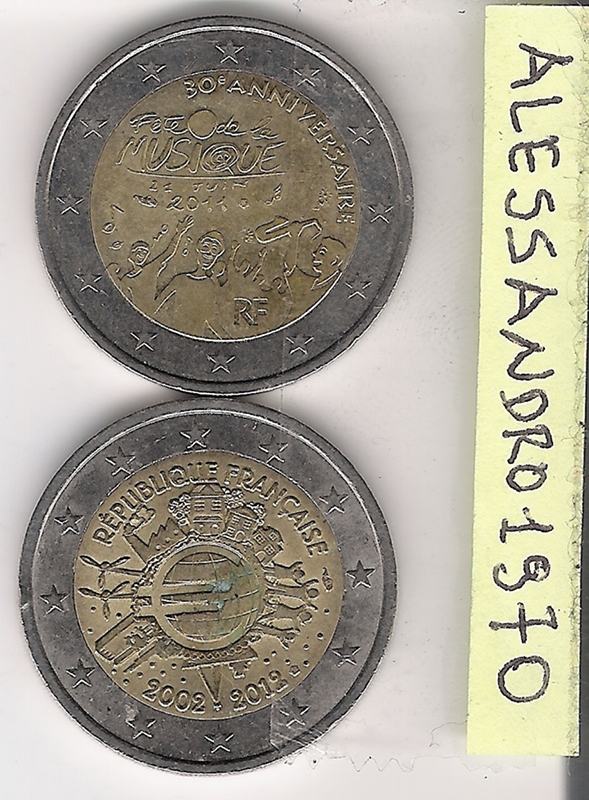 30e ANNIVERSAIRE
Fête de la
MUSIQUE
21 JUIN
2011
RF
RÉPUBLIQUE FRANÇAISE
2002 2012
ALESSANDRO1970